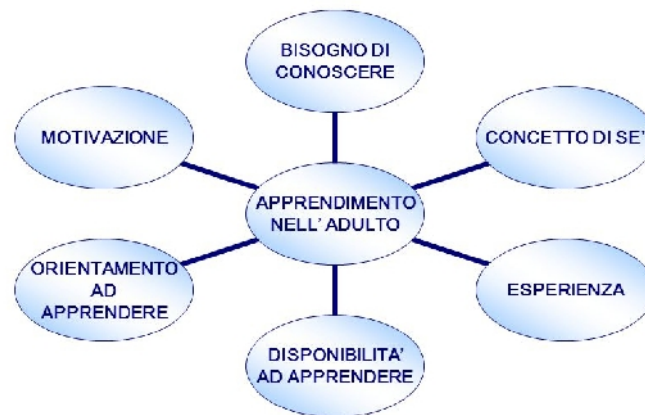 BISOGNO DI
CONOSCERE
MOTIVAZIONE
CONCETTO DI SE'
APPRENDIMENTO
NELL' ADULTO
ORIENTAMENTO
AD
APPRENDERE
ESPERIENZA
DISPONIBILITA'
AD APPRENDERE